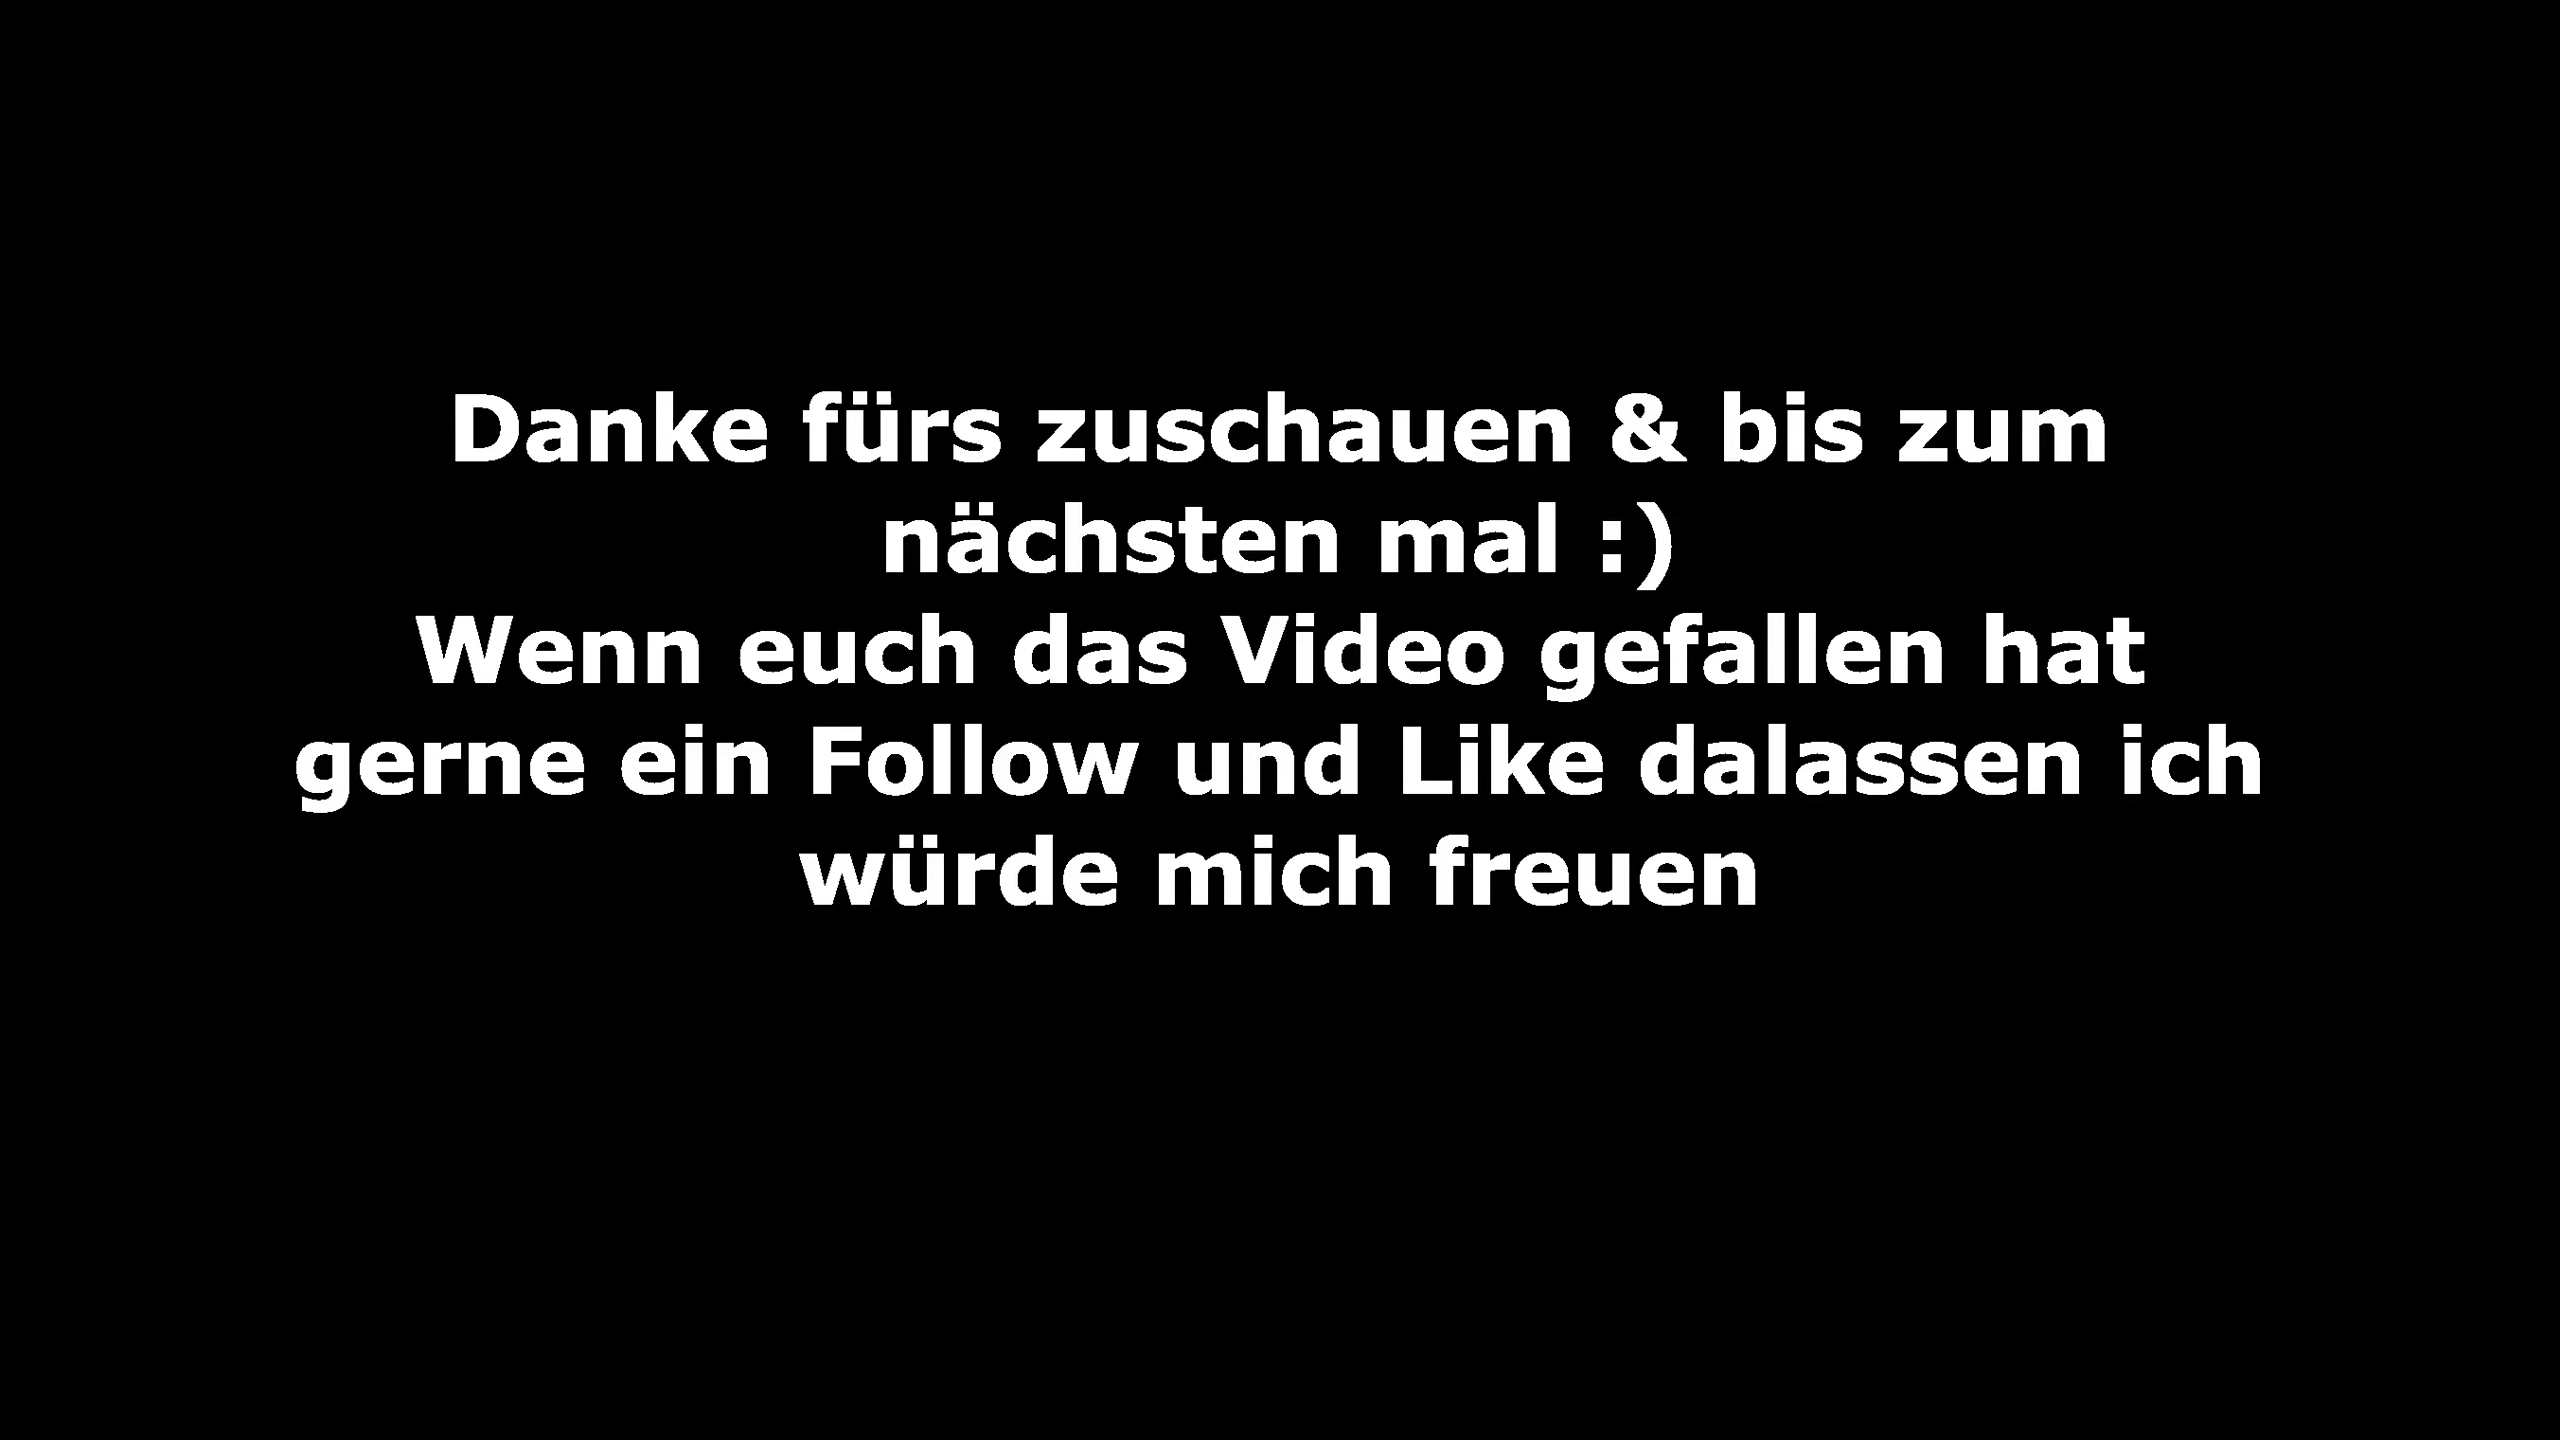 Danke fürs zuschauen & bis zum
nächsten mal :)
Wenn euch das Video gefallen hat
gerne ein Follow und Like dalassen ich
würde mich freuen